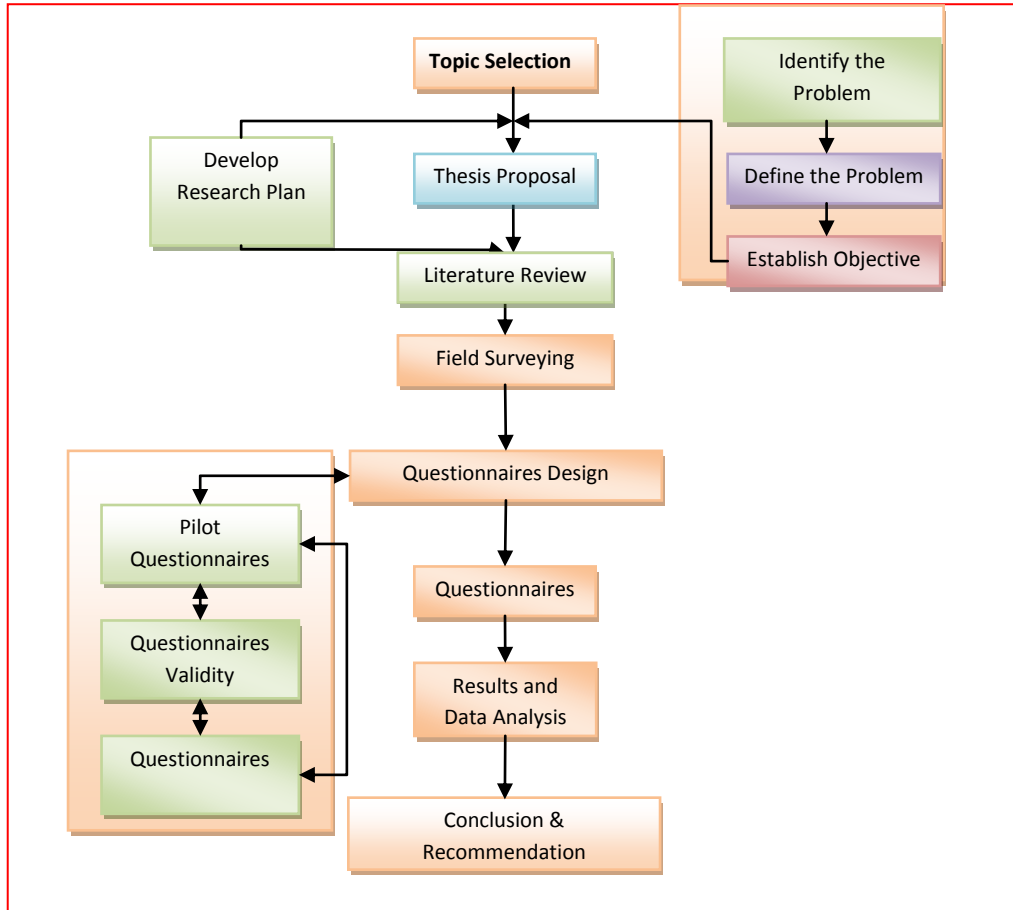 Topic Selection
Identify the
Problem
Develop
Research Plan
Thesis Proposal
Define the Problem
Literature Review
Establish Objective
Field Surveying
Questionnaires Design
Pilot
Questionnaires
Questionnaires
Questionnaires
Validity
Results and
Data Analysis
Questionnaires
Conclusion &
Recommendation